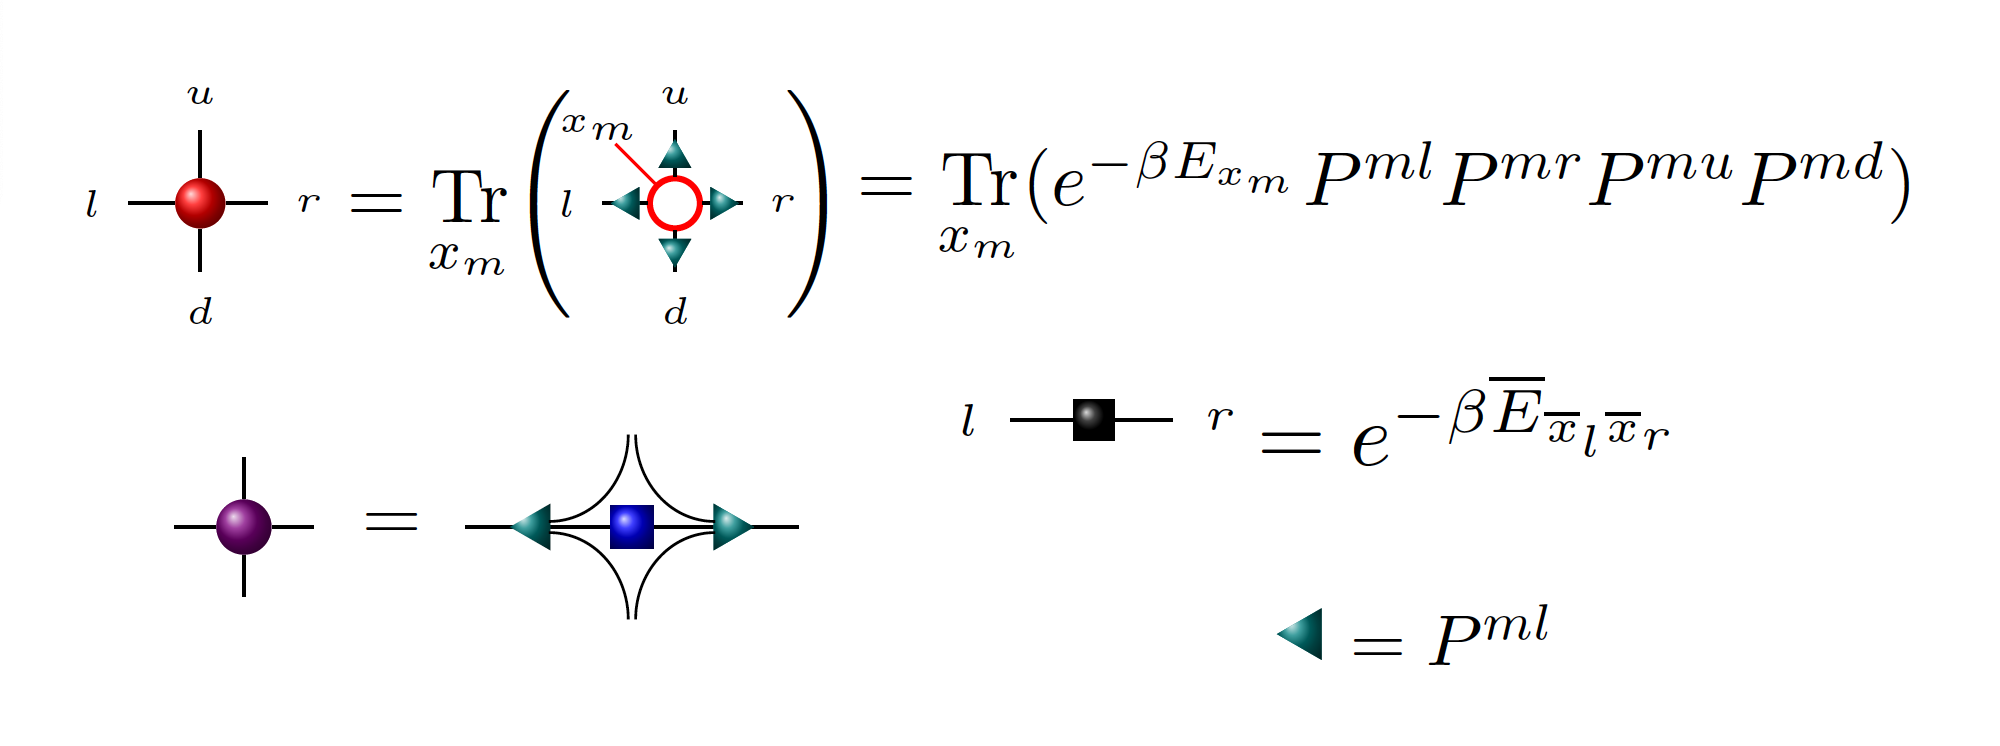 u u
l r = Tr_{x_m} ( x_m l r ) = Tr_{x_m} (e^{-βE_{x_m}} P^{ml} P^{mr} P^{mu} P^{md})
d d
l r = e^{-β\overline{E}_{\overline{x}_l \overline{x}_r}}
=
= P^{ml}